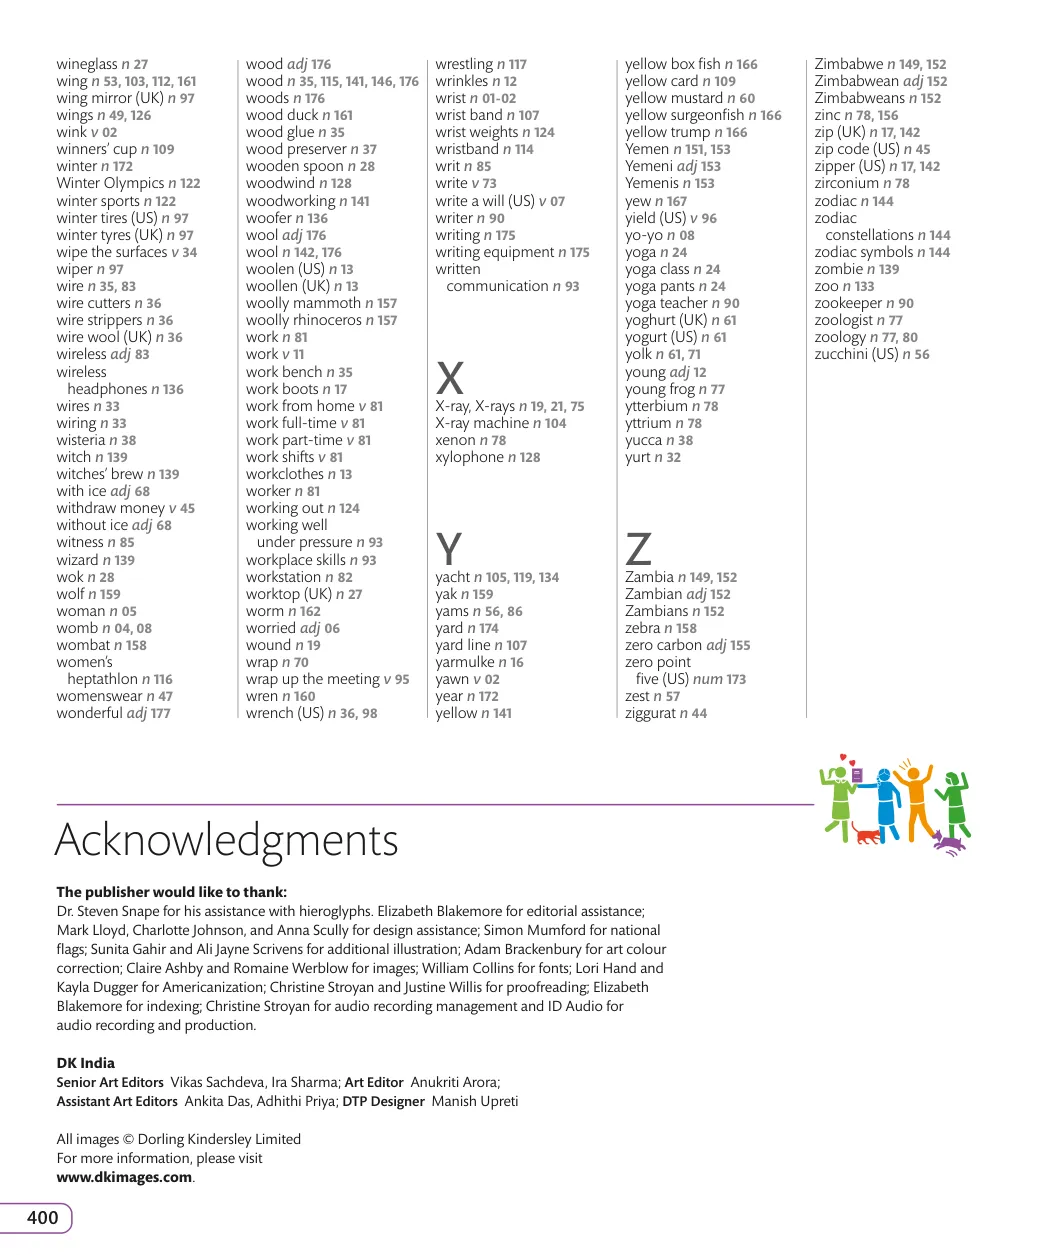 wineglass n 27
wing n 53, 103, 112, 161
wing mirror (UK) n 97
wings n 49, 126
wink v 02
winners’ cup n 109
winter n 172
Winter Olympics n 122
winter sports n 122
winter tires (US) n 97
winter tyres (UK) n 97
wipe the surfaces v 34
wiper n 97
wire n 35, 83
wire cutters n 36
wire strippers n 36
wire wool (UK) n 36
wireless adj 83
wireless
headphones n 136
wires n 33
wiring n 33
wisteria n 38
witch n 139
witches’ brew n 139
with ice adj 68
withdraw money v 45
without ice adj 68
witness n 85
wizard n 139
wok n 28
wolf n 159
woman n 05
womb n 04, 08
wombat n 158
women’s
heptathlon n 116
womenswear n 47
wonderful adj 177
wood adj 176
wood n 35, 115, 141, 146, 176
woods n 176
wood duck n 161
wood glue n 35
wood preserver n 37
wooden spoon n 28
woodwind n 128
woodworking n 141
woofer n 136
wool adj 176
wool n 142, 176
woolen (US) n 13
woollen (UK) n 13
woolly mammoth n 157
woolly rhinoceros n 157
work n 81
work v 11
work bench n 35
work boots n 17
work from home v 81
work full-time v 81
work part-time v 81
work shifts v 81
workclothes n 13
worker n 81
working out n 124
working well
under pressure n 93
workplace skills n 93
workstation n 82
worktop (UK) n 27
worm n 162
worried adj 06
wound n 19
wrap n 70
wrap up the meeting v 95
wren n 160
wrench (US) n 36, 98
wrestling n 117
wrinkles n 12
wrist n 01-02
wrist band n 107
wrist weights n 124
wristband n 114
writ n 85
write v 73
write a will (US) v 07
writer n 90
writing n 175
writing equipment n 175
written
communication n 93
X
X-ray, X-rays n 19, 21, 75
X-ray machine n 104
xenon n 78
xylophone n 128
Y
yacht n 105, 119, 134
yak n 159
yams n 56, 86
yard n 174
yard line n 107
yarmulke n 16
yawn v 02
year n 172
yellow n 141
yellow box fish n 166
yellow card n 109
yellow mustard n 60
yellow surgeonfish n 166
yellow trump n 166
Yemen n 151, 153
Yemeni adj 153
Yemenis n 153
yew n 167
yield (US) v 96
yo-yo n 08
yoga n 24
yoga class n 24
yoga pants n 24
yoga teacher n 90
yoghurt (UK) n 61
yogurt (US) n 61
yolk n 61, 71
young adj 12
young frog n 77
ytterbium n 78
yttrium n 78
yucca n 38
yurt n 32
Z
Zambia n 149, 152
Zambian adj 152
Zambians n 152
zebra n 158
zero carbon adj 155
zero point
five (US) num 173
zest n 57
ziggurat n 44
Zimbabwe n 149, 152
Zimbabwean adj 152
Zimbabweans n 152
zinc n 78, 156
zip (UK) n 17, 142
zip code (US) n 45
zipper (US) n 17, 142
zirconium n 78
zodiac n 144
zodiac
constellations n 144
zodiac symbols n 144
zombie n 139
zoo n 133
zookeeper n 90
zoologist n 77
zoology n 77, 80
zucchini (US) n 56
Acknowledgments
The publisher would like to thank:
Dr. Steven Snape for his assistance with hieroglyphs. Elizabeth Blakemore for editorial assistance;
Mark Lloyd, Charlotte Johnson, and Anna Scully for design assistance; Simon Mumford for national
flags; Sunita Gahir and Ali Jayne Scrivens for additional illustration; Adam Brackenbury for art colour
correction; Claire Ashby and Romaine Werblow for images; William Collins for fonts; Lori Hand and
Kayla Dugger for Americanization; Christine Stroyan and Justine Willis for proofreading; Elizabeth
Blakemore for indexing; Christine Stroyan for audio recording management and ID Audio for
audio recording and production.
DK India
Senior Art Editors Vikas Sachdeva, Ira Sharma; Art Editor Anukriti Arora;
Assistant Art Editors Ankita Das, Adhithi Priya; DTP Designer Manish Upreti
All images © Dorling Kindersley Limited
For more information, please visit
www.dkimages.com.
400